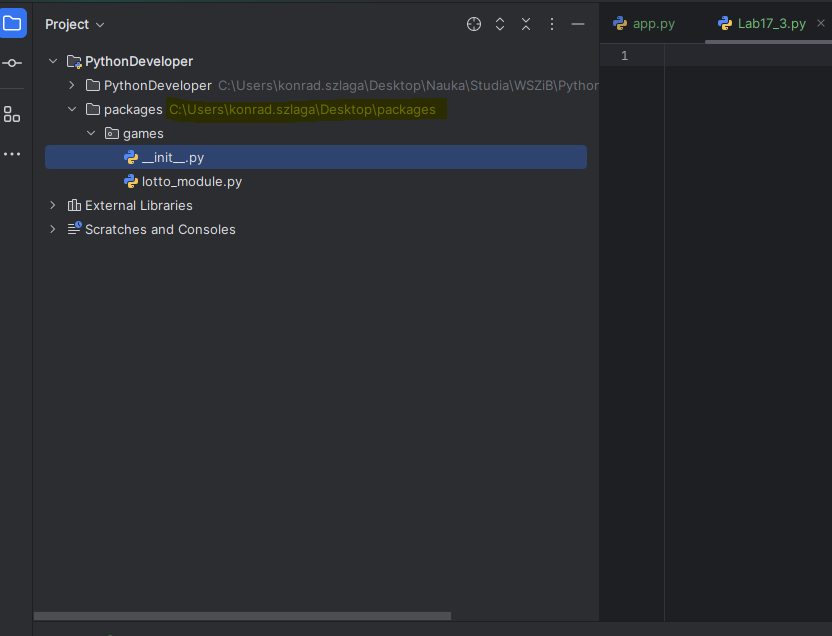 Project
app.py
Lab17_3.py
PythonDeveloper
1
PythonDeveloper C:\Users\konrad.szlaga\Desktop\Nauka\Studia\WSZiB\Python
packages C:\Users\konrad.szlaga\Desktop\packages
games
__init__.py
lotto_module.py
External Libraries
Scratches and Consoles